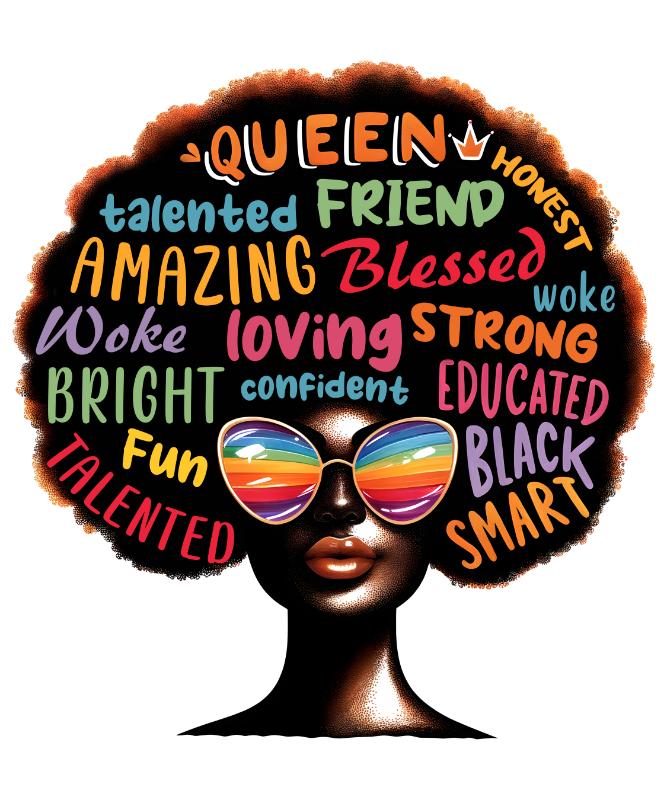 QUEEN
HONEST
talented FRIEND
AMAZING Blessed
woke
Woke loving STRONG
BRIGHT confident EDUCATED
Fun BLACK
TALENTED SMART